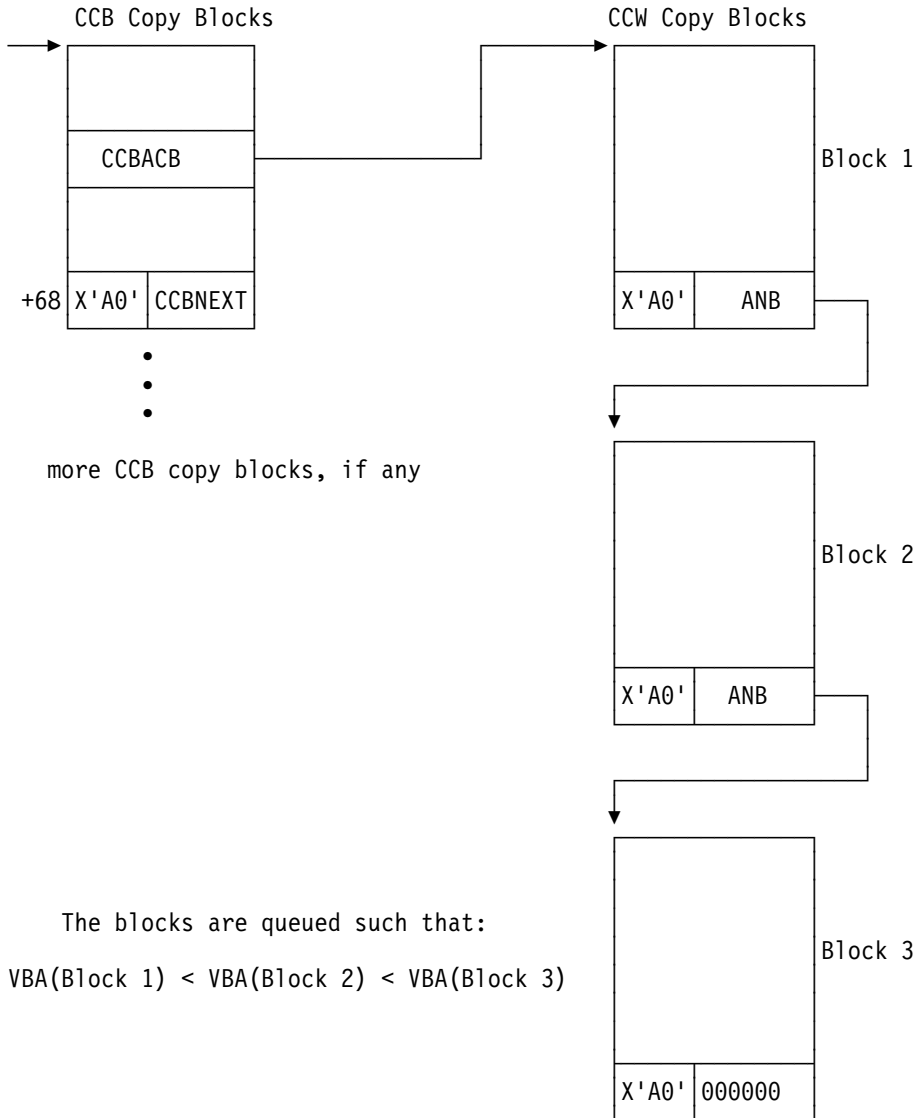 CCB Copy Blocks
CCW Copy Blocks
CCBACB
Block 1
+68 X'A0' CCBNEXT
X'A0' ANB
more CCB copy blocks, if any
Block 2
X'A0' ANB
The blocks are queued such that:
Block 3
VBA(Block 1) < VBA(Block 2) < VBA(Block 3)
X'A0' 000000